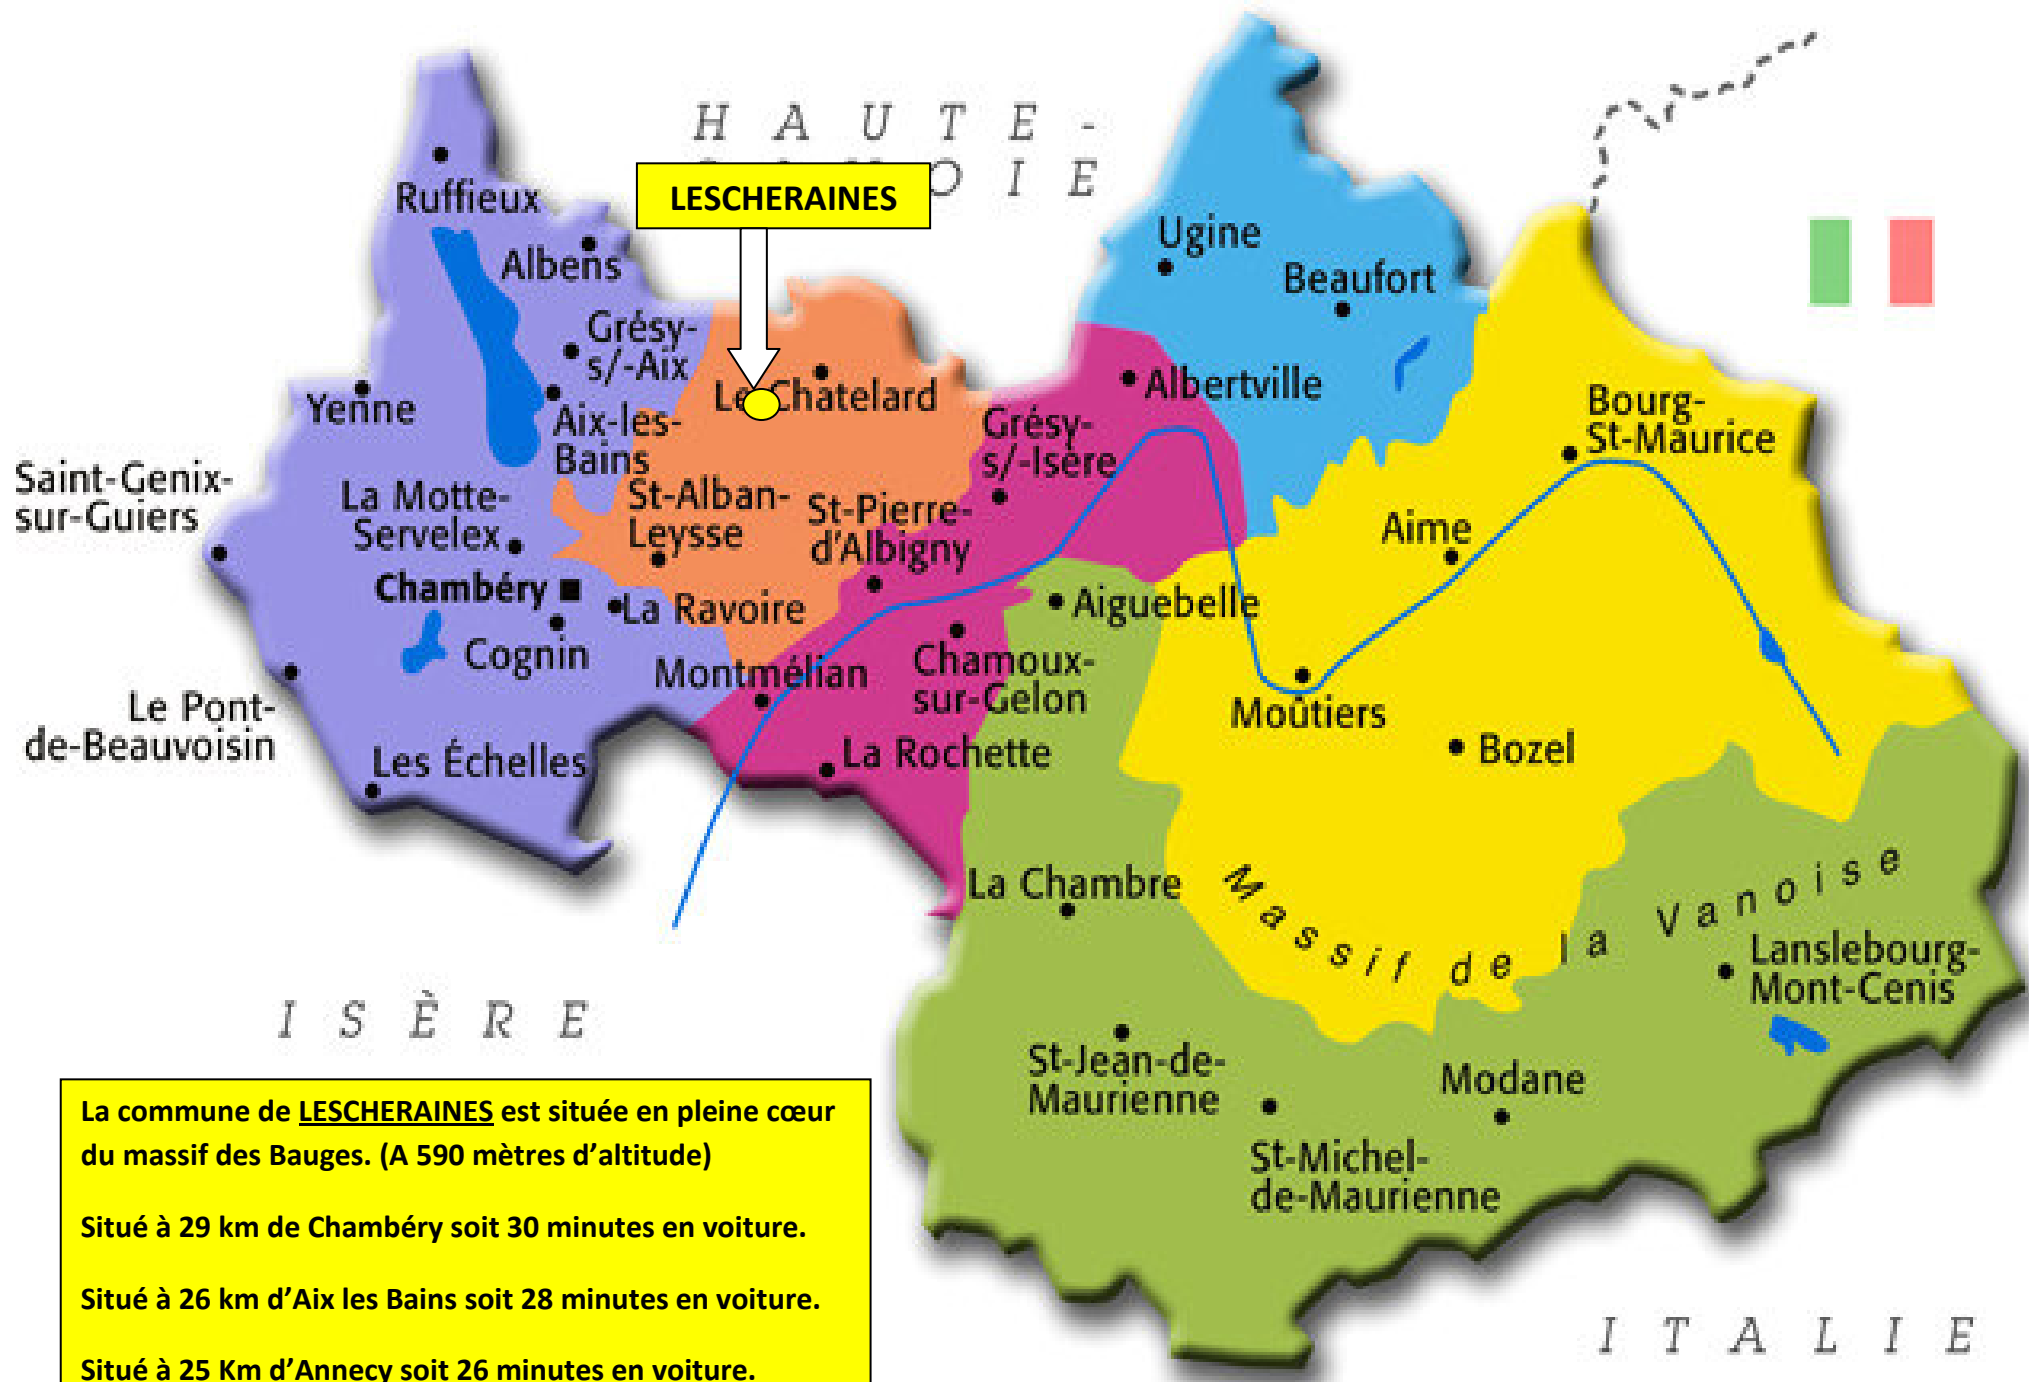 HAUTE-
OIE
LESCHERAINES
Ruffieux
Albens
Ugine
Beaufort
Grésy-
s/-Aix
Le Chatelard
Albertville
Yenne
Aix-les-
Bains
Grésy-
s/-Isère
Bourg-
St-Maurice
Saint-Genix-
sur-Guiers
La Motte-
Servelex
St-Alban-
Leysse
St-Pierre-
d'Albigny
Aime
Chambéry
La Ravoire
Aiguebelle
Cognin
Montmélian
Chamoux-
sur-Gelon
Moûtiers
Le Pont-
de-Beauvoisin
Les Échelles
La Rochette
Bozel
La Chambre
Massif de la Vanoise
Lanslebourg-
Mont-Cenis
ISÈRE
St-Jean-de-
Maurienne
Modane
St-Michel-
de-Maurienne
La commune de LESCHERAINES est située en pleine cœur
du massif des Bauges. (A 590 mètres d'altitude)
Situé à 29 km de Chambéry soit 30 minutes en voiture.
Situé à 26 km d'Aix les Bains soit 28 minutes en voiture.
Situé à 25 Km d'Annecy soit 26 minutes en voiture.
ITALIE